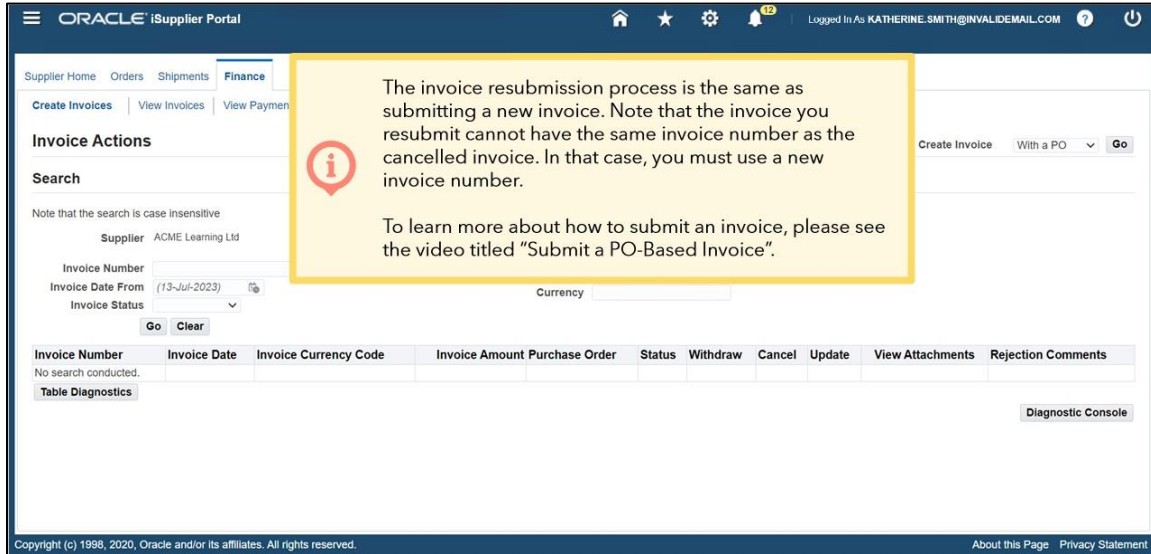 ORACLE iSupplier Portal
12
Logged In As KATHERINE.SMITH@INVALIDEMAIL.COM ?
Supplier Home Orders Shipments Finance
Create Invoices View Invoices View Paymen
The invoice resubmission process is the same as
submitting a new invoice. Note that the invoice you
resubmit cannot have the same invoice number as the
cancelled invoice. In that case, you must use a new
invoice number.
To learn more about how to submit an invoice, please see
the video titled “Submit a PO-Based Invoice”.
Invoice Actions
Create Invoice With a PO Go
Search
Note that the search is case insensitive
Supplier ACME Learning Ltd
Invoice Number
Invoice Date From (13-Jul-2023)
Currency
Invoice Status
Go Clear
Invoice Number Invoice Date Invoice Currency Code Invoice Amount Purchase Order Status Withdraw Cancel Update View Attachments Rejection Comments
No search conducted.
Table Diagnostics
Diagnostic Console
Copyright (c) 1998, 2020, Oracle and/or its affiliates. All rights reserved.
About this Page Privacy Statement